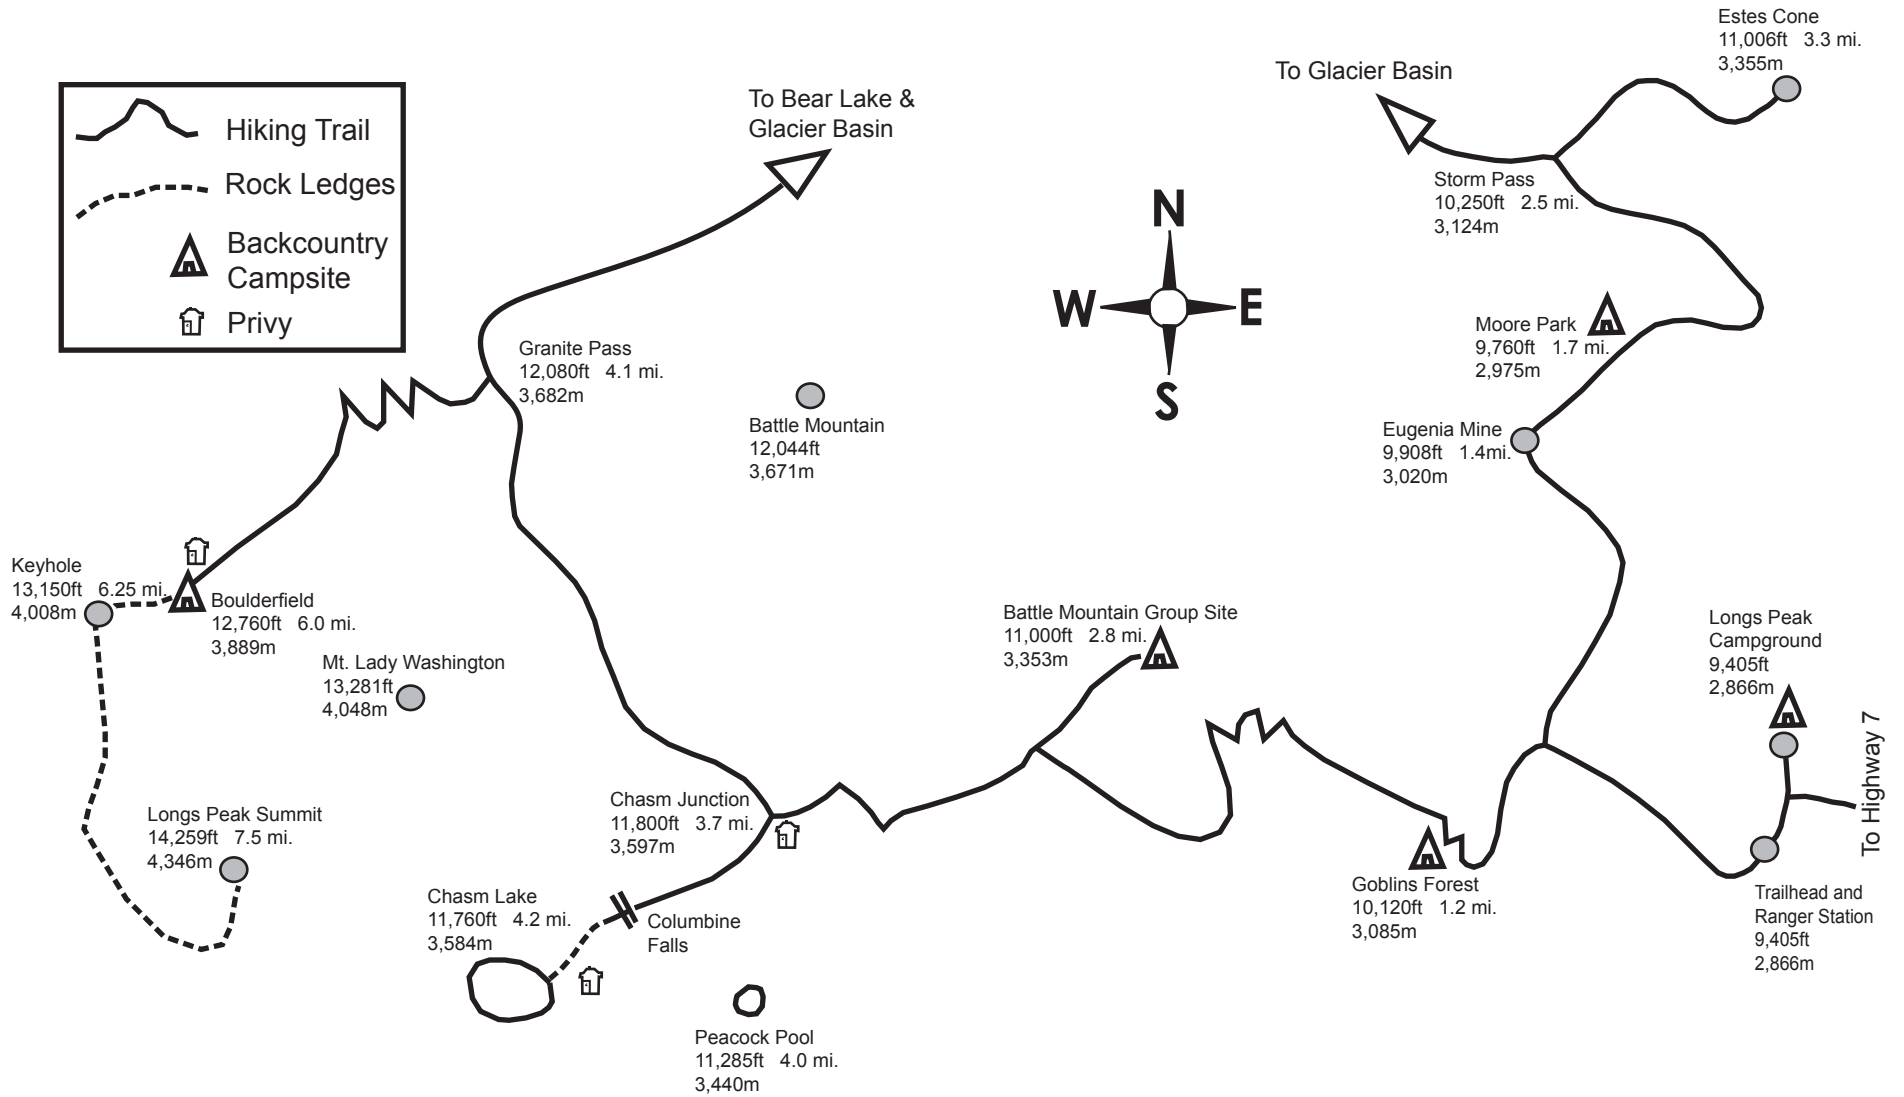 Estes Cone
11,006ft 3.3 mi.
3,355m
To Glacier Basin
To Bear Lake &
Glacier Basin
Hiking Trail
Rock Ledges
Backcountry
Campsite
Privy
Storm Pass
10,250ft 2.5 mi.
3,124m
N
W
E
S
Granite Pass
12,080ft 4.1 mi.
3,682m
Moore Park
9,760ft 1.7 mi.
2,975m
Battle Mountain
12,044ft
3,671m
Eugenia Mine
9,908ft 1.4mi.
3,020m
Keyhole
13,150ft 6.25 mi.
4,008m
Boulderfield
12,760ft 6.0 mi.
3,889m
Mt. Lady Washington
13,281ft
4,048m
Battle Mountain Group Site
11,000ft 2.8 mi.
3,353m
Longs Peak
Campground
9,405ft
2,866m
To Highway 7
Longs Peak Summit
14,259ft 7.5 mi.
4,346m
Chasm Junction
11,800ft 3.7 mi.
3,597m
Chasm Lake
11,760ft 4.2 mi.
3,584m
Columbine
Falls
Goblins Forest
10,120ft 1.2 mi.
3,085m
Trailhead and
Ranger Station
9,405ft
2,866m
Peacock Pool
11,285ft 4.0 mi.
3,440m